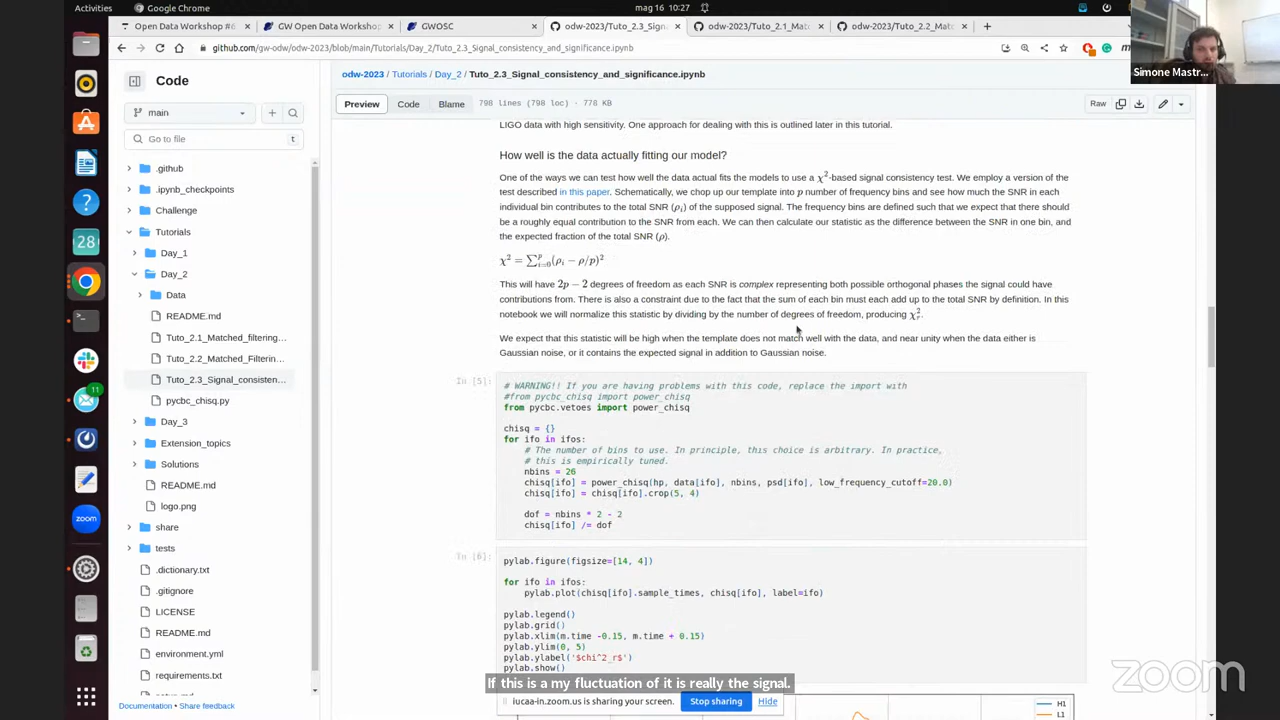 Activities
Google Chrome
mag 16 10:27
Open Data Workshop #6
GW Open Data Workshop
GWOSC
odw-2023/Tuto_2.3_Sign
odw-2023/Tuto_2.1_Mat
odw-2023/Tuto_2.2_Mat
github.com/gw-odw/odw-2023/blob/main/Tutorials/Day_2/Tuto_2.3_Signal_consistency_and_significance.ipynb
Simone Mastr...
Code
odw-2023 / Tutorials / Day_2 / Tuto_2.3_Signal_consistency_and_significance.ipynb
main
Preview
Code
Blame
798 lines (798 loc) · 778 KB
Raw
Go to file
t
.github
.ipynb_checkpoints
Challenge
Tutorials
Day_1
Day_2
Data
README.md
Tuto_2.1_Matched_filtering...
Tuto_2.2_Matched_Filterin...
Tuto_2.3_Signal_consisten...
pycbc_chisq.py
Day_3
Extension_topics
Solutions
README.md
logo.png
share
tests
.dictionary.txt
.gitignore
LICENSE
README.md
environment.yml
requirements.txt
Documentation · Share feedback
28
11
zoom
LIGO data with high sensitivity. One approach for dealing with this is outlined later in this tutorial.
How well is the data actually fitting our model?
One of the ways we can test how well the data actual fits the models to use a χ²-based signal consistency test. We employ a version of the
test described in this paper. Schematically, we chop up our template into p number of frequency bins and see how much the SNR in each
individual bin contributes to the total SNR (ρᵢ) of the supposed signal. The frequency bins are defined such that we expect that there should
be a roughly equal contribution to the SNR from each. We can then calculate our statistic as the difference between the SNR in one bin, and
the expected fraction of the total SNR (ρ).
χ² = ∑ᵖᵢ₌₀(ρᵢ − ρ/p)²
This will have 2p − 2 degrees of freedom as each SNR is complex representing both possible orthogonal phases the signal could have
contributions from. There is also a constraint due to the fact that the sum of each bin must each add up to the total SNR by definition. In this
notebook we will normalize this statistic by dividing by the number of degrees of freedom, producing χ²ᵣ.
We expect that this statistic will be high when the template does not match well with the data, and near unity when the data either is
Gaussian noise, or it contains the expected signal in addition to Gaussian noise.
In [5]:
# WARNING!! If you are having problems with this code, replace the import with
#from pycbc_chisq import power_chisq
from pycbc.vetoes import power_chisq
chisq = {}
for ifo in ifos:
# The number of bins to use. In principle, this choice is arbitrary. In practice,
# this is empirically tuned.
nbins = 26
chisq[ifo] = power_chisq(hp, data[ifo], nbins, psd[ifo], low_frequency_cutoff=20.0)
chisq[ifo] = chisq[ifo].crop(5, 4)
dof = nbins * 2 - 2
chisq[ifo] /= dof
In [6]:
pylab.figure(figsize=[14, 4])
for ifo in ifos:
pylab.plot(chisq[ifo].sample_times, chisq[ifo], label=ifo)
pylab.legend()
pylab.grid()
pylab.xlim(m.time -0.15, m.time + 0.15)
pylab.ylim(0, 5)
pylab.ylabel('$chi^2_r$')
pylab.show()
If this is a my fluctuation of it is really the signal.
iucaa-in.zoom.us is sharing your screen.
Stop sharing
Hide
H1
L1
zoom